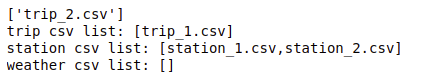 ['trip_2.csv']
trip csv list: [trip_1.csv]
station csv list: [station_1.csv,station_2.csv]
weather csv list: []